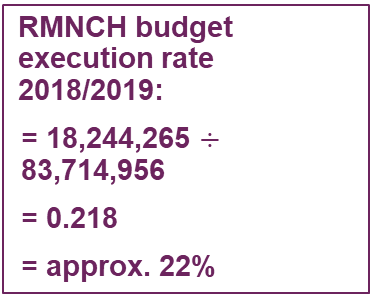 RMNCH budget
execution rate
2018/2019:
= 18,244,265 ÷
83,714,956
= 0.218
= approx. 22%